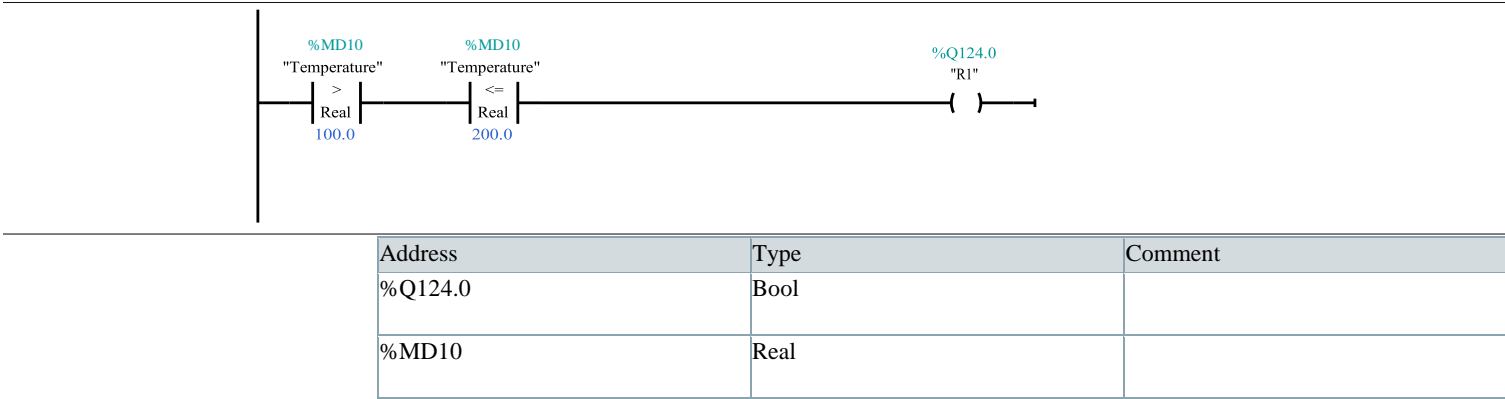 %MD10 %MD10
%Q124.0
"Temperature" "Temperature"
"R1"
> <=
Real Real
100.0 200.0
Address Type Comment
%Q124.0 Bool
%MD10 Real